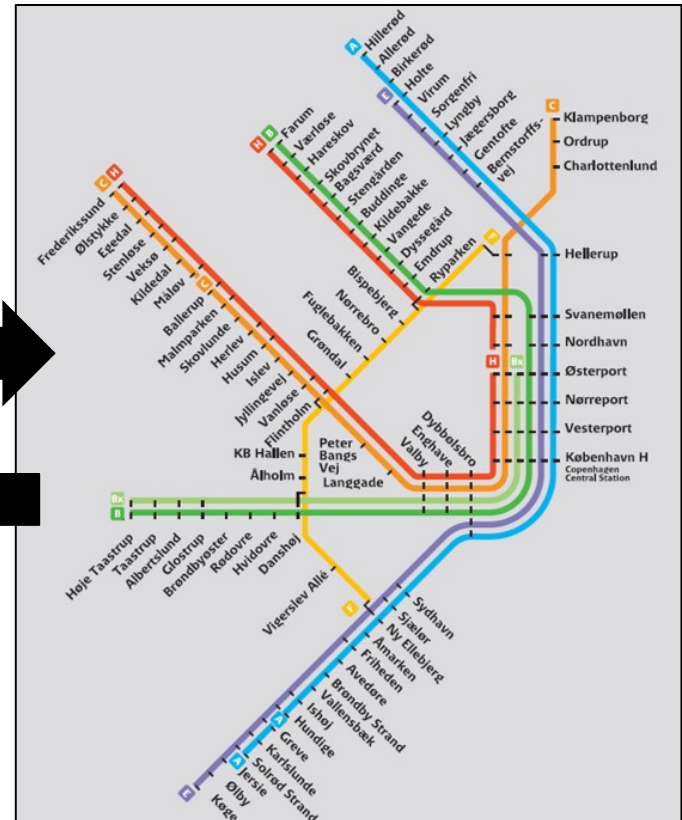 A
Hillerød
Allerød
Birkerød
Holte
E
Virum
Sorgenfri
Lyngby
Jægersborg
Gentofte
Bernstorffs-
vej
C
Klampenborg
Ordrup
Charlottenlund
H
B
Farum
Værløse
Hareskov
Skovbrynet
Bagsværd
Stengården
Buddinge
Kildebakke
Vangede
Dyssegård
Emdrup
Ryparken
F
Hellerup
C
H
Frederikssund
Ølstykke
Egedal
Stenløse
Veksø
Kildedal
Måløv
C
Ballerup
Malmparken
Skovlunde
Herlev
Husum
Islev
Jyllingevej
Vanløse
Flintholm
Bispebjerg
Nørrebro
Fuglebakken
Grøndal
Svanemøllen
Nordhavn
H
Bx
Østerport
Nørreport
Vesterport
København H
Copenhagen
Central Station
KB Hallen
Ålholm
Peter
Bangs
Vej
Langgade
Valby
Enghave
Dybbølsbro
Bx
B
Høje Taastrup
Taastrup
Albertslund
Glostrup
Brøndbyøster
Rødovre
Hvidovre
Danshøj
Vigerslev Allé
F
Sydhavn
Sjælør
Ny Ellebjerg
Åmarken
Friheden
Avedøre
Brøndby Strand
Vallensbæk
Ishøj
Hundige
A
Greve
Karlslunde
Solrød Strand
A
Jersie
Ølby
Køge
E